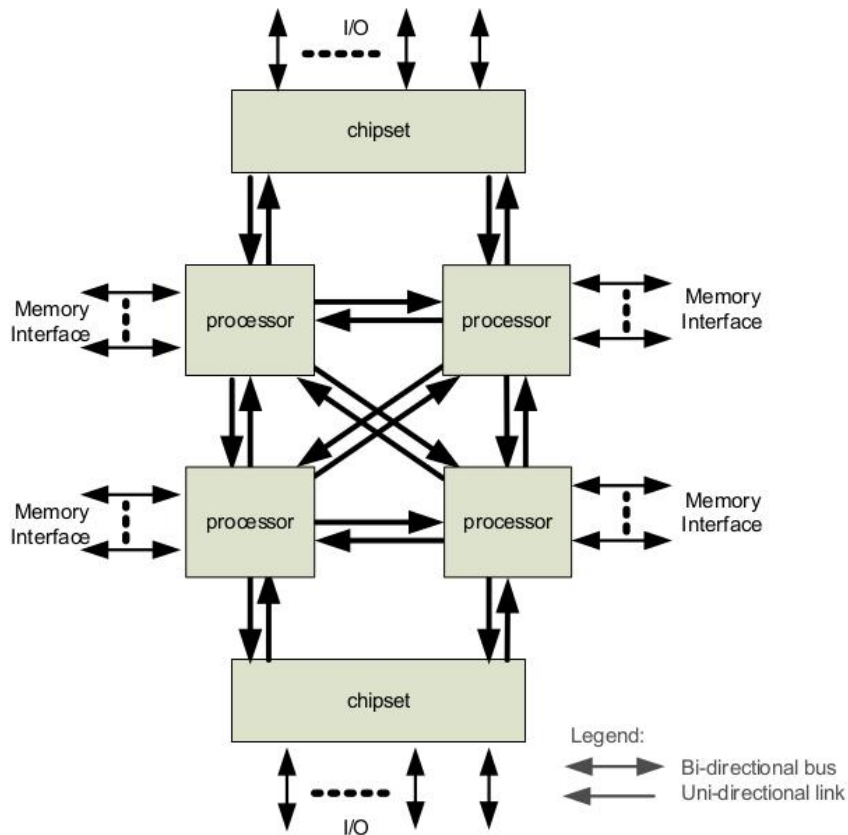 I/O
chipset
Memory
Interface
processor
processor
Memory
Interface
Memory
Interface
processor
processor
Memory
Interface
chipset
Legend:
Bi-directional bus
Uni-directional link
I/O